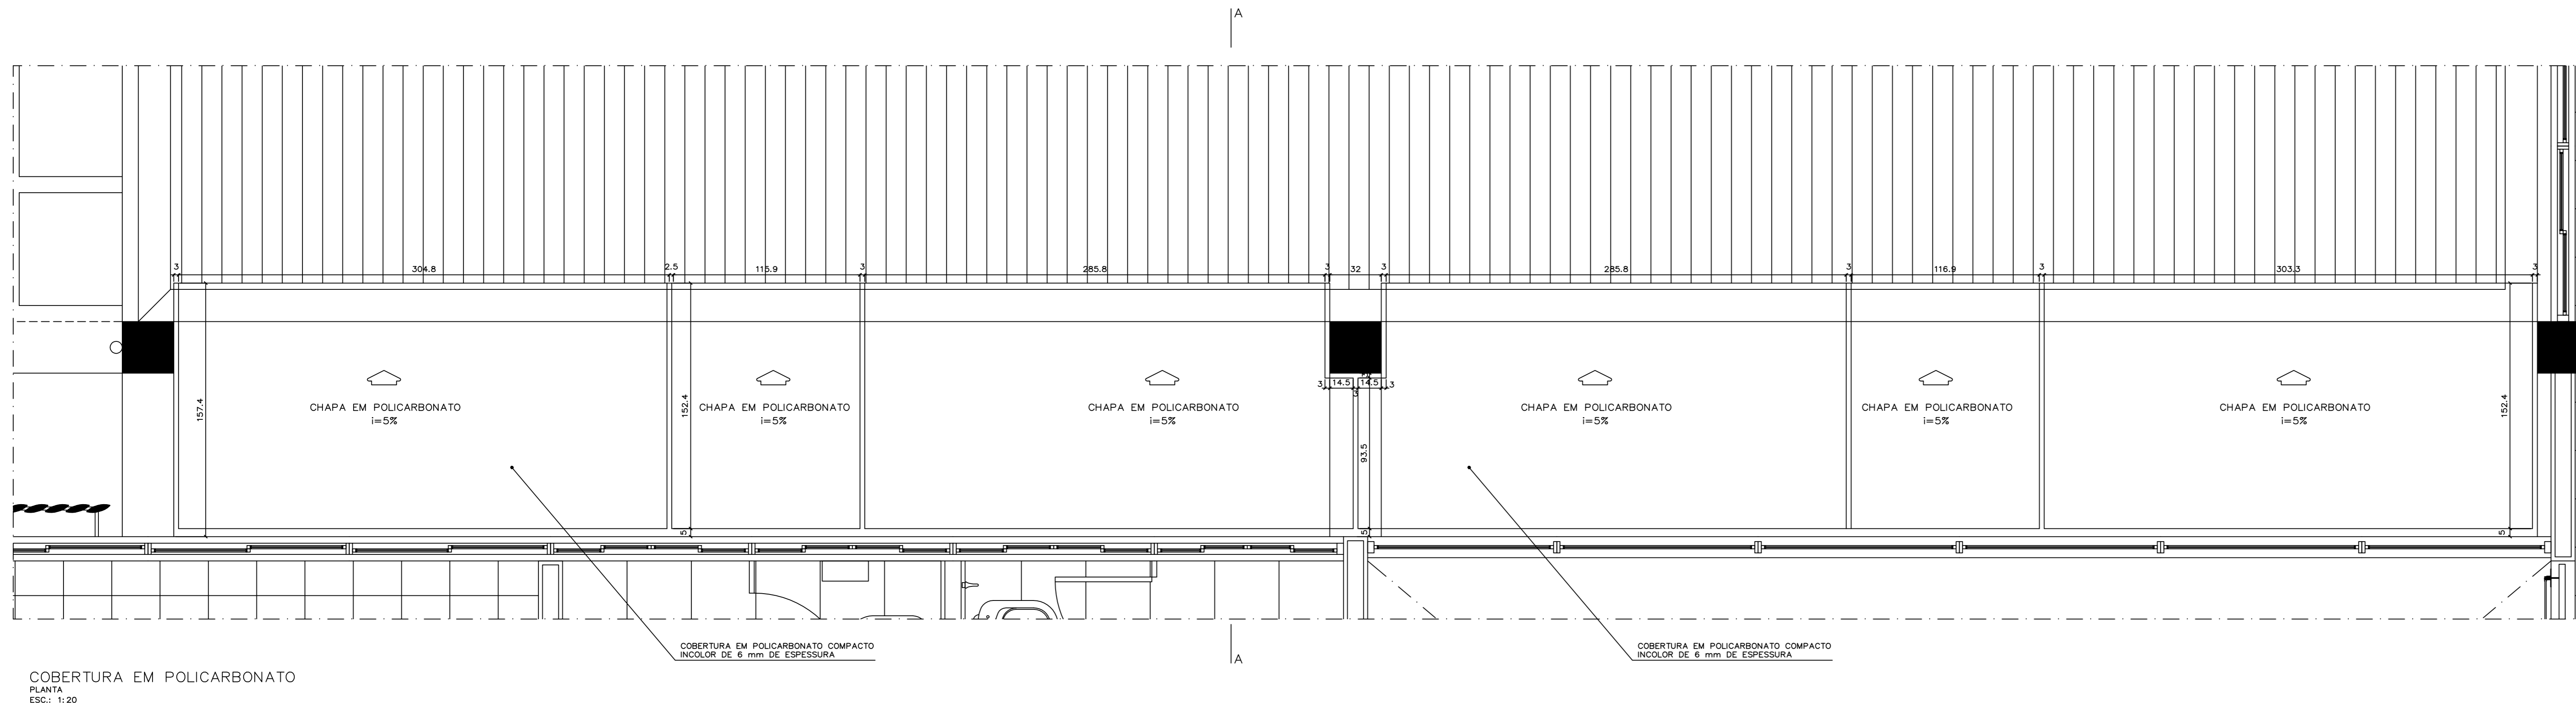 A
3 304.8 2.5 115.9 3 285.8 3 32 3 285.8 3 116.9 3 303.3 3
3 14.5 14.5 3
3
157.4 152.4 93.5 152.4
CHAPA EM POLICARBONATO
i=5%
CHAPA EM POLICARBONATO
i=5%
CHAPA EM POLICARBONATO
i=5%
CHAPA EM POLICARBONATO
i=5%
CHAPA EM POLICARBONATO
i=5%
CHAPA EM POLICARBONATO
i=5%
5 5 5
COBERTURA EM POLICARBONATO COMPACTO
INCOLOR DE 6 mm DE ESPESSURA
A
COBERTURA EM POLICARBONATO COMPACTO
INCOLOR DE 6 mm DE ESPESSURA
COBERTURA EM POLICARBONATO
PLANTA
ESC.: 1:20